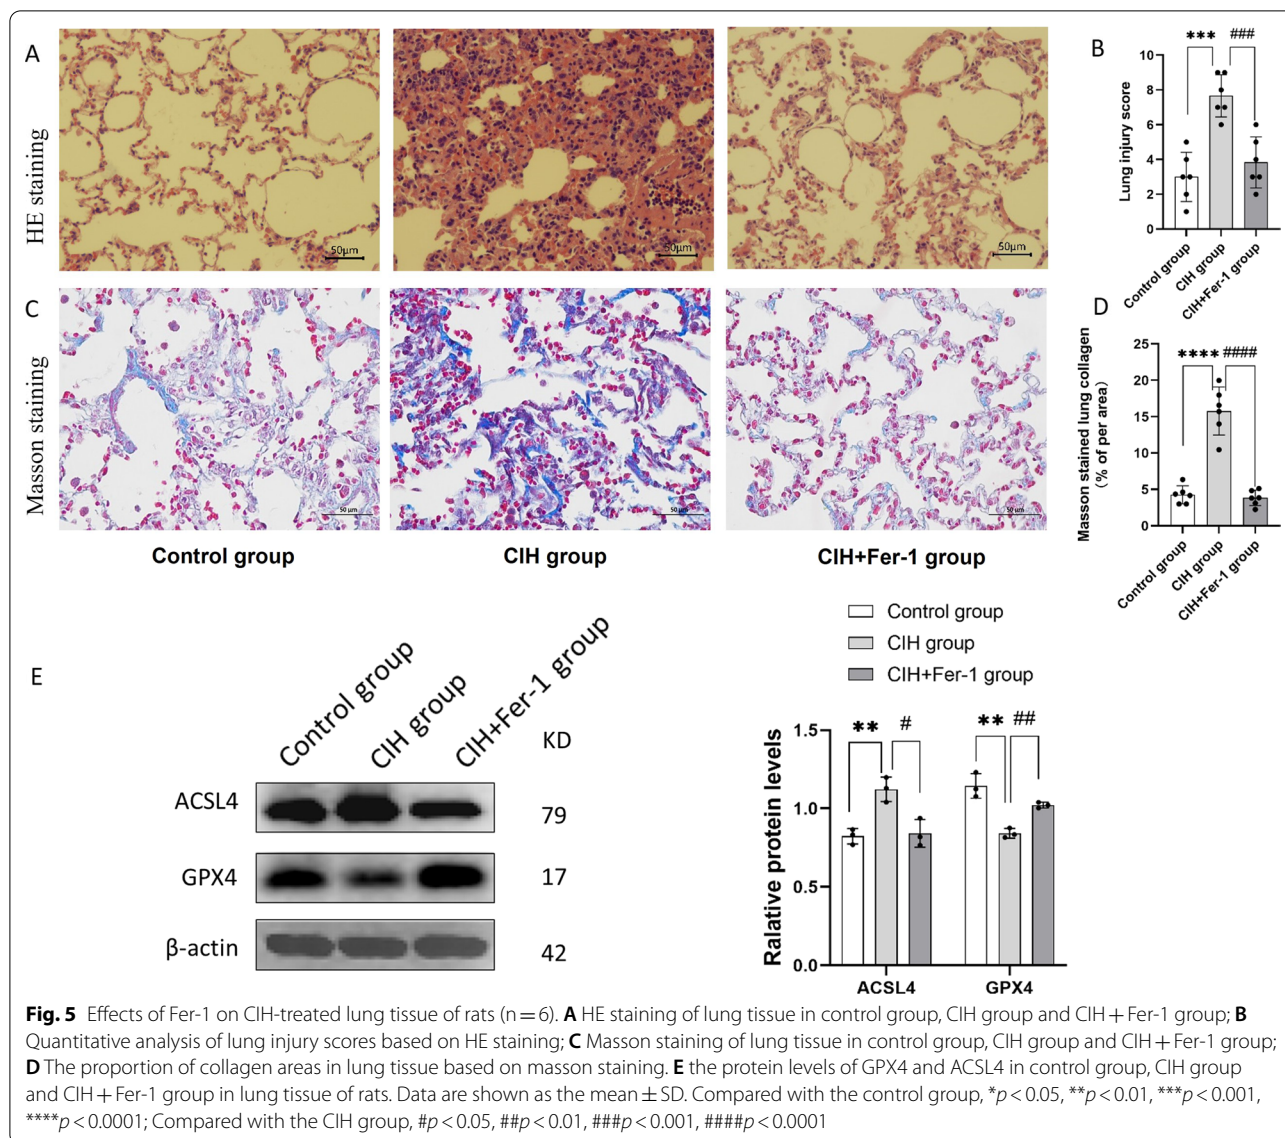 A
HE staining
50μm
50μm
50μm
B
Lung injury score
10
8
6
4
2
0
***
###
Control group
CIH group
CIH+Fer-1 group
C
Masson staining
50 μm
50 μm
50 μm
Control group
CIH group
CIH+Fer-1 group
D
Masson stained lung collagen
(% of per area)
25
20
15
10
5
0
****
####
Control group
CIH group
CIH+Fer-1 group
E
Control group
CIH group
CIH+Fer-1 group
KD
ACSL4
79
GPX4
17
β-actin
42
Control group
CIH group
CIH+Fer-1 group
Ralative protein levels
1.5
1.0
0.5
0.0
**
#
**
##
ACSL4
GPX4
Fig. 5 Effects of Fer-1 on CIH-treated lung tissue of rats (n = 6). A HE staining of lung tissue in control group, CIH group and CIH + Fer-1 group; B
Quantitative analysis of lung injury scores based on HE staining; C Masson staining of lung tissue in control group, CIH group and CIH + Fer-1 group;
D The proportion of collagen areas in lung tissue based on masson staining. E the protein levels of GPX4 and ACSL4 in control group, CIH group
and CIH + Fer-1 group in lung tissue of rats. Data are shown as the mean ± SD. Compared with the control group, *p < 0.05, **p < 0.01, ***p < 0.001,
****p < 0.0001; Compared with the CIH group, #p < 0.05, ##p < 0.01, ###p < 0.001, ####p < 0.0001